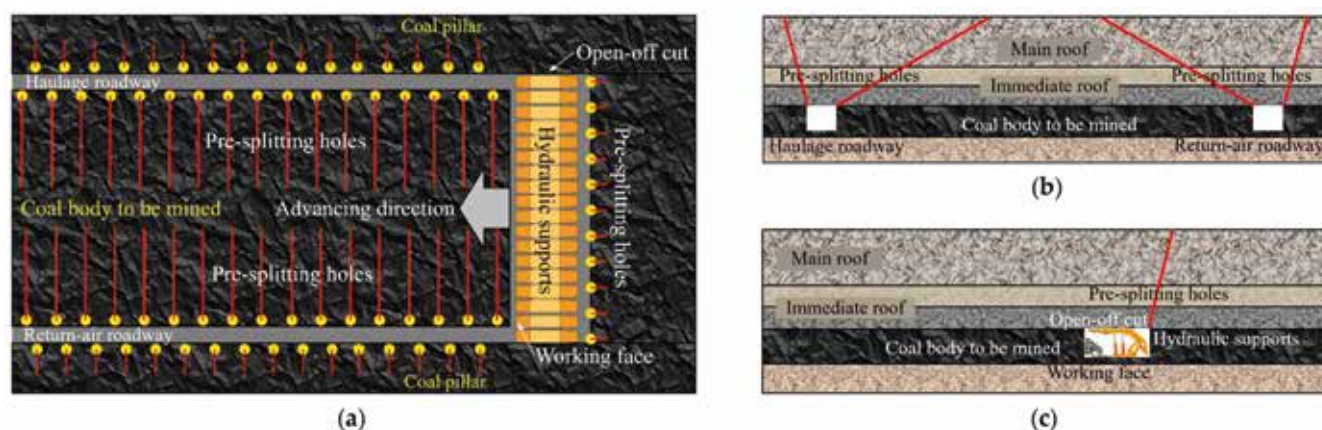 Coal pillar
Open-off cut
Haulage roadway
Pre-splitting holes
Hydraulic supports
Pre-splitting holes
Coal body to be mined
Advancing direction
Pre-splitting holes
Return-air roadway
Working face
Coal pillar
(a)
Main roof
Pre-splitting holes
Pre-splitting holes
Immediate roof
Coal body to be mined
Haulage roadway
Return-air roadway
(b)
Main roof
Pre-splitting holes
Immediate roof
Open-off cut
Coal body to be mined
Hydraulic supports
Working face
(c)